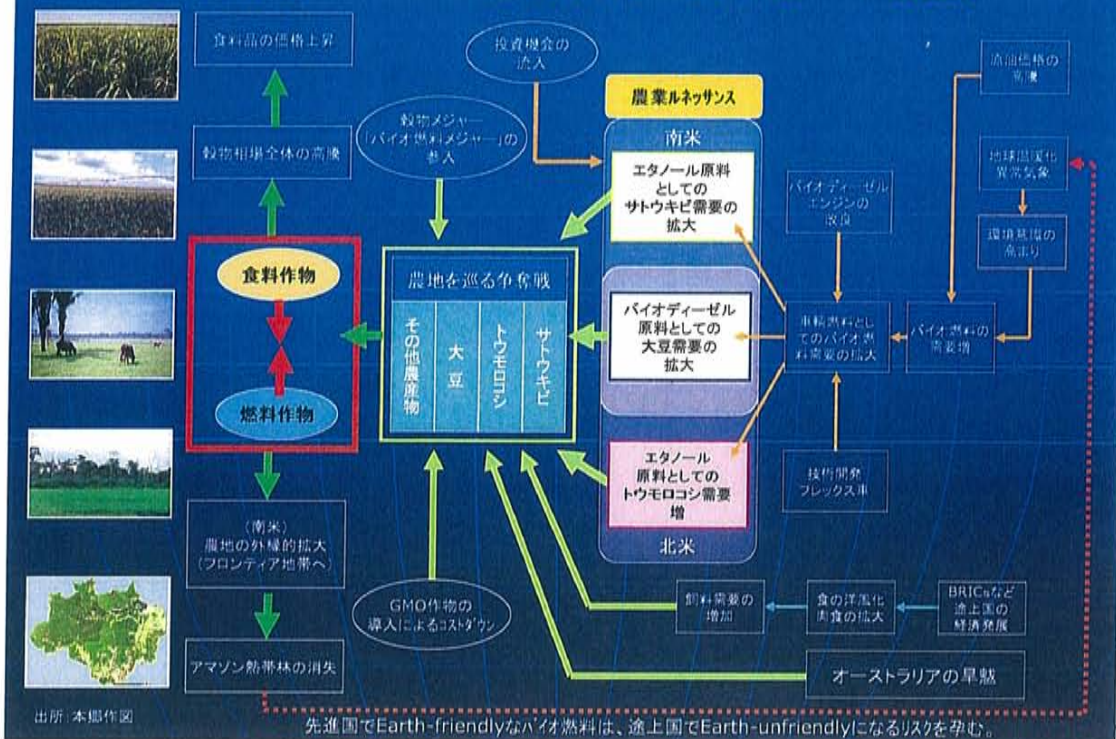 食料品の価格上昇
穀物相場全体の高騰
食料作物
燃料作物
(南米)
農地の外縁的拡大
(フロンティア地帯へ)
アマゾン熱帯林の消失
出所:本郷作図
投資機会の
流入
穀物メジャー
「バイオ燃料メジャー」の
参入
農地を巡る争奪戦
その他農産物
大豆
トウモロコシ
サトウキビ
GMO作物の
導入によるコストダウン
農業ルネッサンス
南米
エタノール原料
としての
サトウキビ需要の
拡大
バイオディーゼル
原料としての
大豆需要の
拡大
エタノール
原料としての
トウモロコシ需要
増
北米
バイオディーゼル
エンジンの
改良
車輌燃料とし
てのバイオ燃
料需要の拡大
技術開発
フレックス車
価格の
高騰
地球温暖化
異常気象
環境意識の
高まり
バイオ燃料の
需要増
飼料需要の
増加
食の洋風化
肉食の拡大
BRICsなど
途上国の
経済発展
オーストラリアの旱魃
先進国でEarth-friendlyなバイオ燃料は、途上国でEarth-unfriendlyになるリスクを孕む。